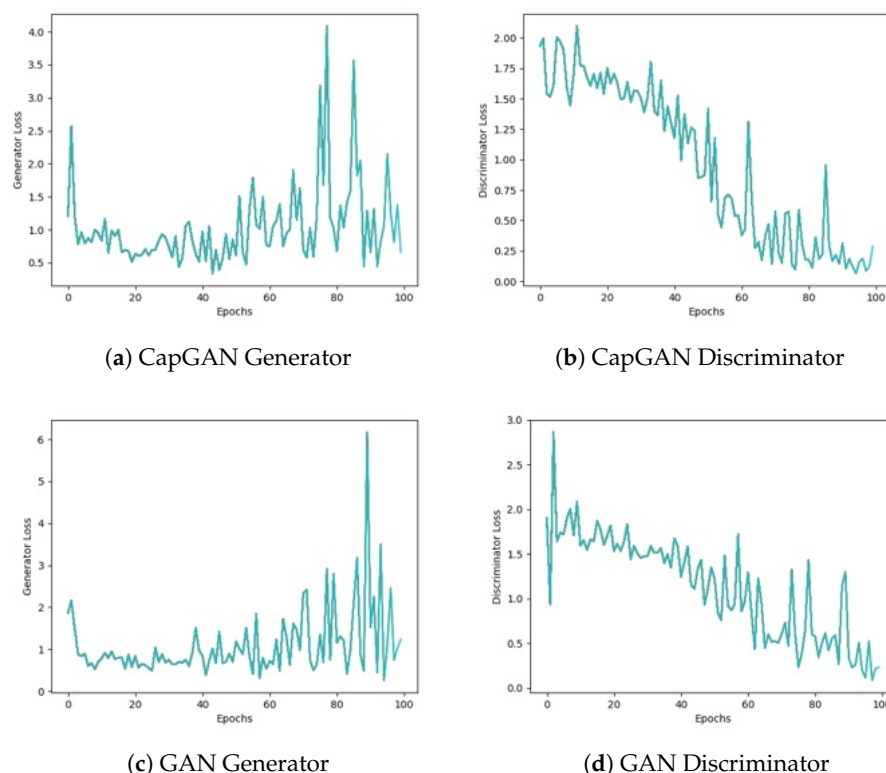 4.0
3.5
3.0
2.5
2.0
1.5
1.0
0.5
Generator Loss
0 20 40 60 80 100
Epochs
(a) CapGAN Generator
2.00
1.75
1.50
1.25
1.00
0.75
0.50
0.25
0.00
Discriminator Loss
0 20 40 60 80 100
Epochs
(b) CapGAN Discriminator
6
5
4
3
2
1
0
Generator Loss
0 20 40 60 80 100
Epochs
(c) GAN Generator
3.0
2.5
2.0
1.5
1.0
0.5
0.0
Discriminator Loss
0 20 40 60 80 100
Epochs
(d) GAN Discriminator